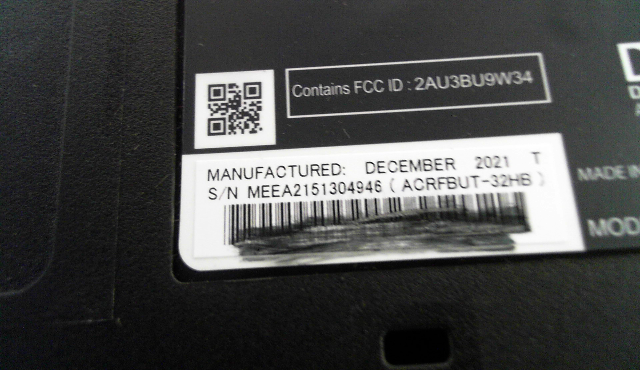 Contains FCC ID : 2AU3BU9W34
MANUFACTURED: DECEMBER 2021 T
S/N MEEA2151304946 ( ACRFBUT-32HB )
MADE IN
MOD